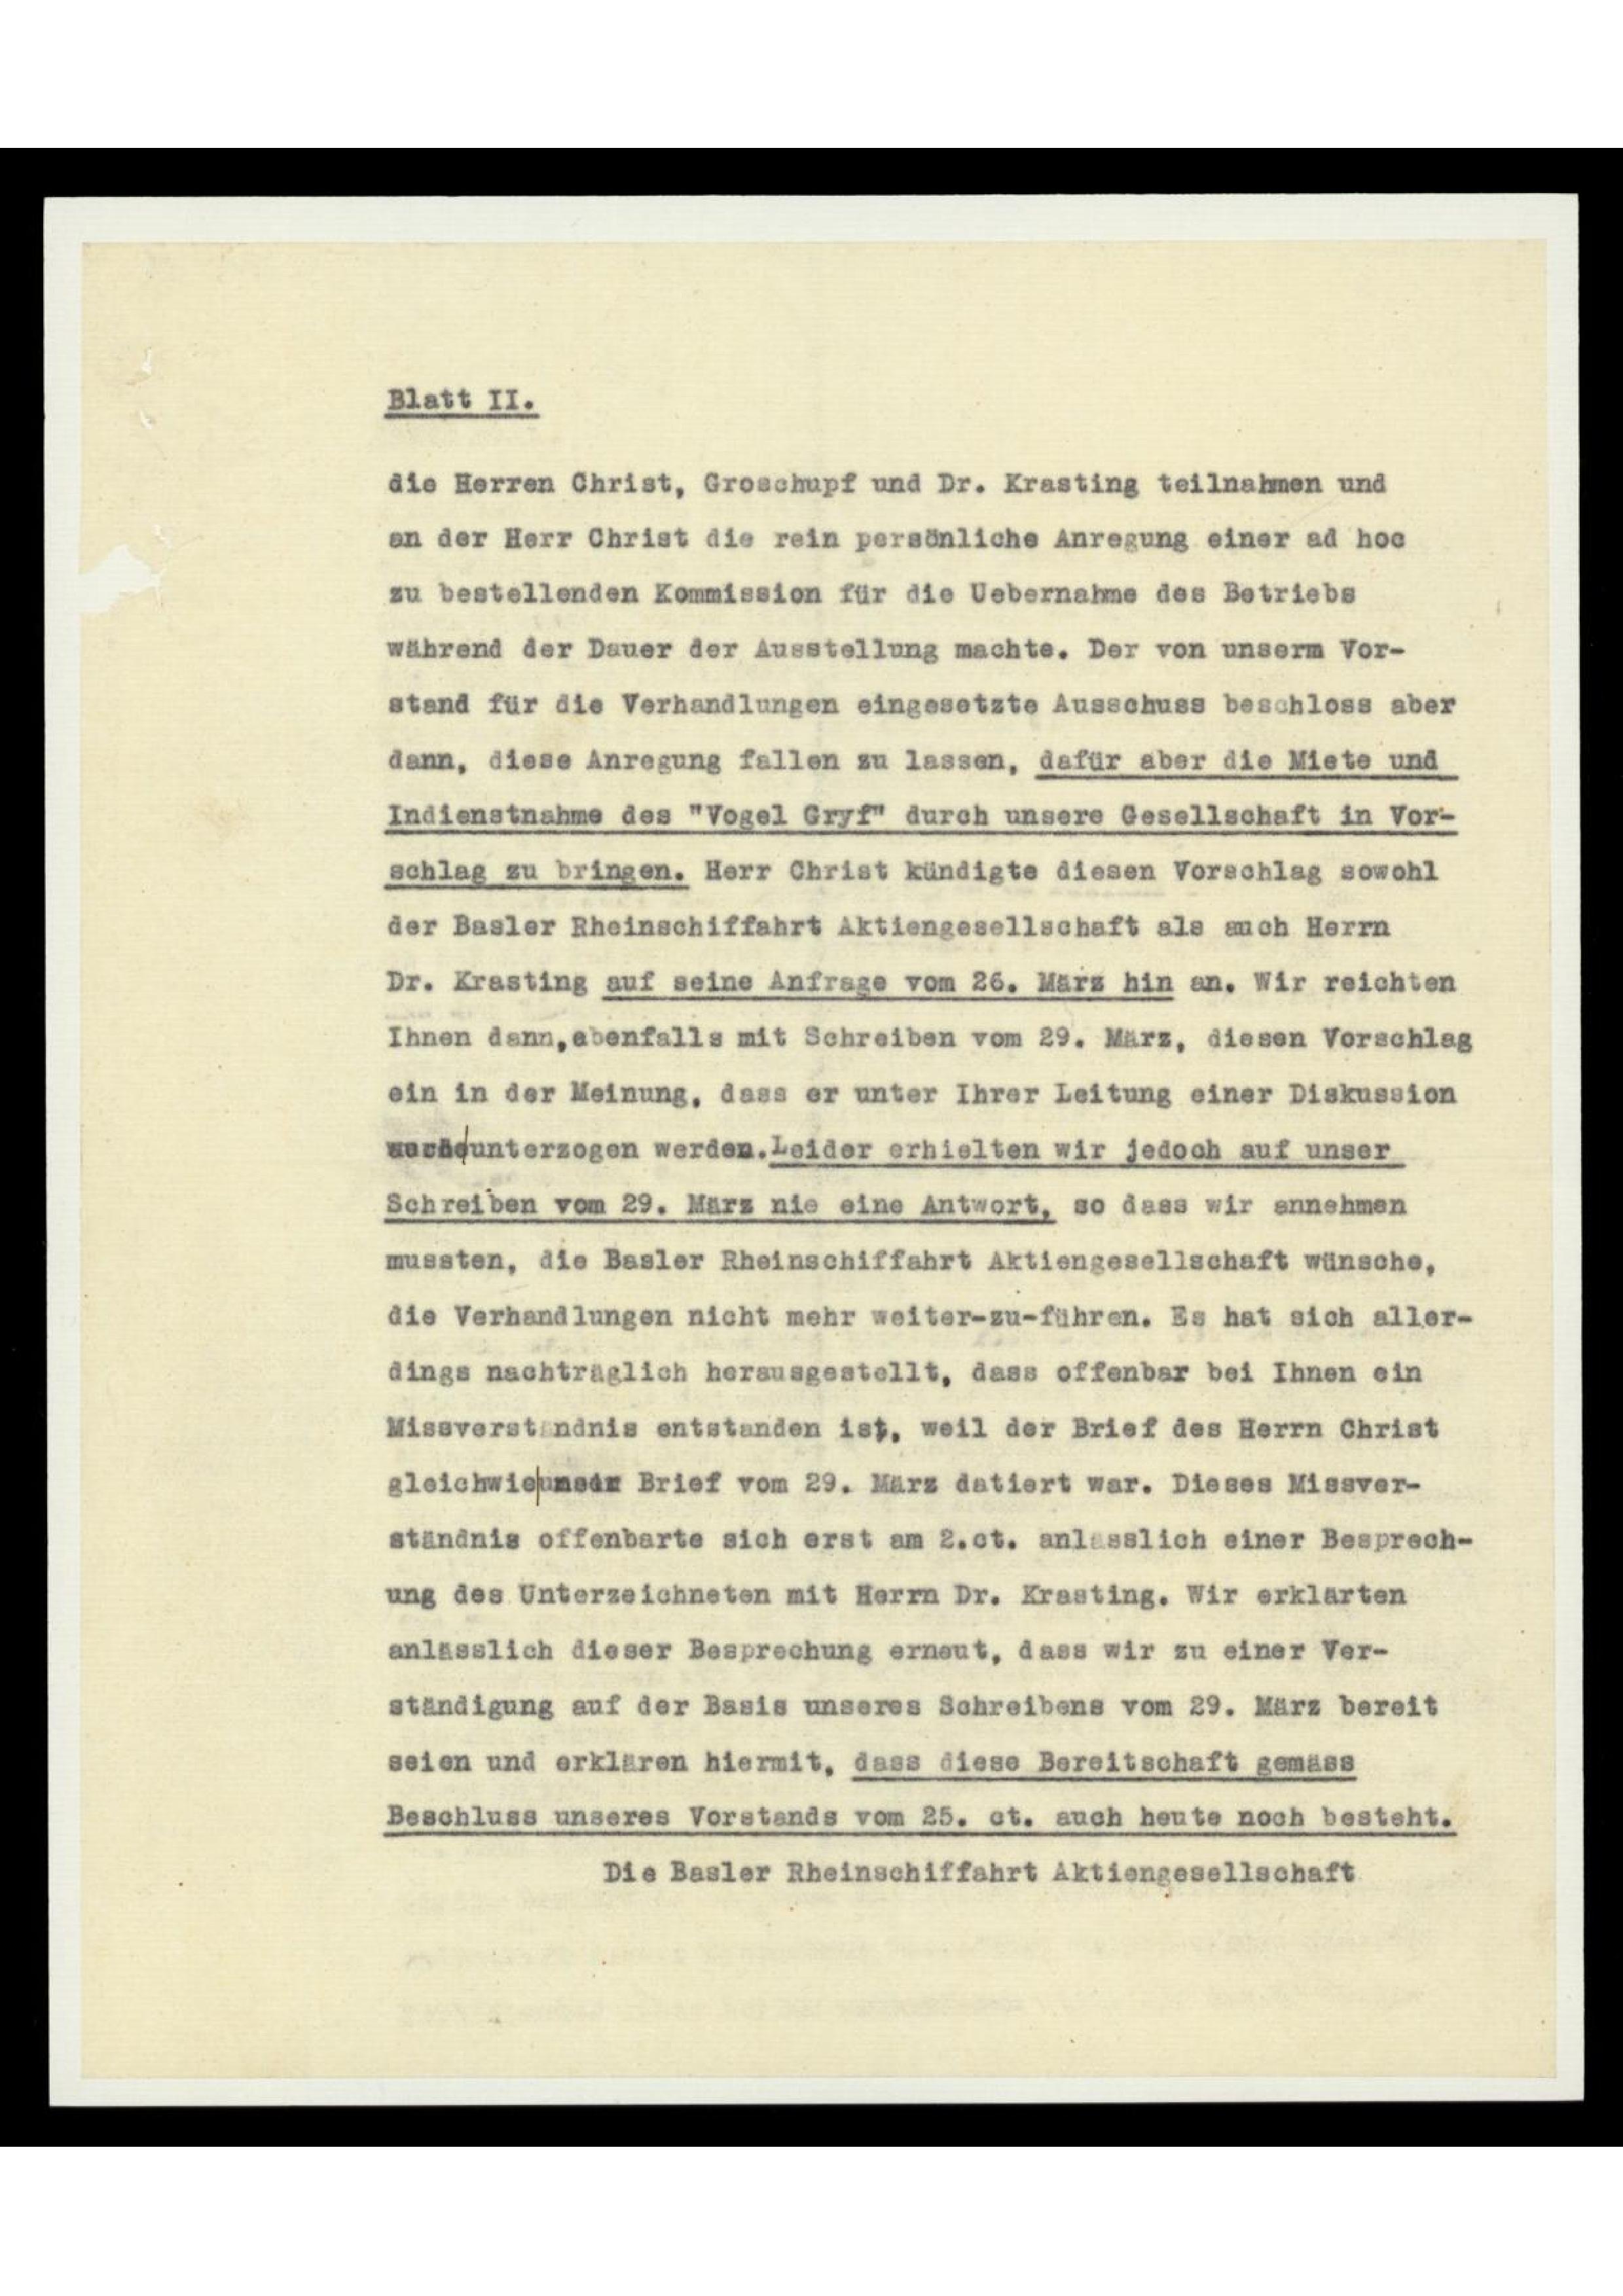 Blatt II.
die Herren Christ, Groschupf und Dr. Krasting teilnahmen und
an der Herr Christ die rein persönliche Anregung einer ad hoc
zu bestellenden Kommission für die Uebernahme des Betriebs
während der Dauer der Ausstellung machte. Der von unserm Vor-
stand für die Verhandlungen eingesetzte Ausschuss beschloss aber
dann, diese Anregung fallen zu lassen, dafür aber die Miete und
Indienstnahme des "Vogel Gryf" durch unsere Gesellschaft in Vor-
schlag zu bringen. Herr Christ kündigte diesen Vorschlag sowohl
der Basler Rheinschiffahrt Aktiengesellschaft als auch Herrn
Dr. Krasting auf seine Anfrage vom 26. März hin an. Wir reichten
Ihnen dann, ebenfalls mit Schreiben vom 29. März, diesen Vorschlag
ein in der Meinung, dass er unter Ihrer Leitung einer Diskussion
unterzogen werden. Leider erhielten wir jedoch auf unser
Schreiben vom 29. März nie eine Antwort, so dass wir annehmen
mussten, die Basler Rheinschiffahrt Aktiengesellschaft wünsche,
die Verhandlungen nicht mehr weiter-zu-führen. Es hat sich aller-
dings nachträglich herausgestellt, dass offenbar bei Ihnen ein
Missverständnis entstanden ist, weil der Brief des Herrn Christ
gleichwie unser Brief vom 29. März datiert war. Dieses Missver-
ständnis offenbarte sich erst am 2.ct. anlässlich einer Besprech-
ung des Unterzeichneten mit Herrn Dr. Krasting. Wir erklärten
anlässlich dieser Besprechung erneut, dass wir zu einer Ver-
ständigung auf der Basis unseres Schreibens vom 29. März bereit
seien und erklären hiermit, dass diese Bereitschaft gemäss
Beschluss unseres Vorstands vom 25. ct. auch heute noch besteht.
Die Basler Rheinschiffahrt Aktiengesellschaft